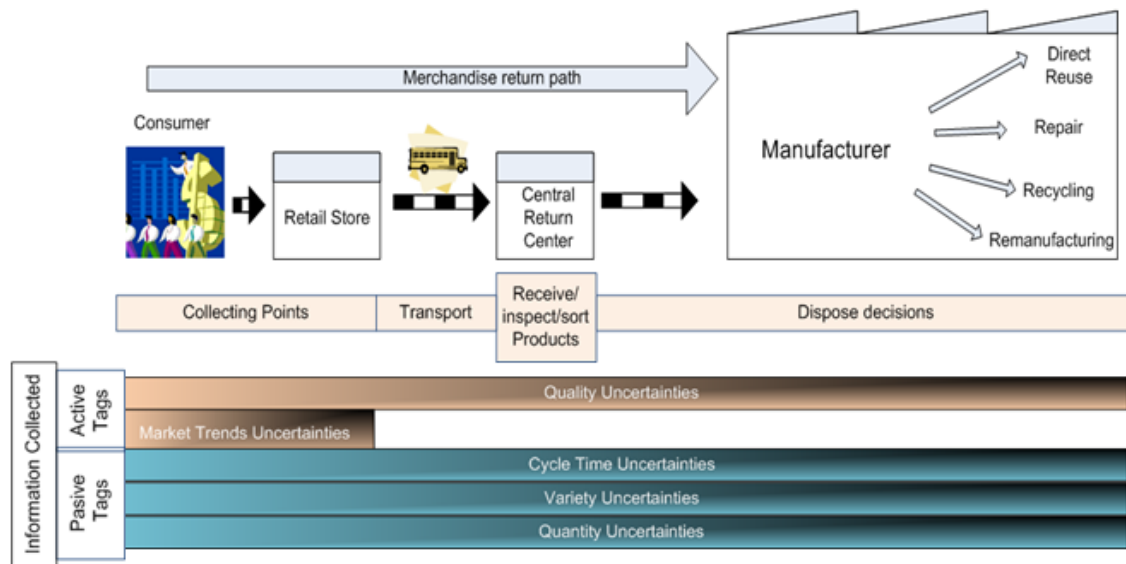 Merchandise return path
Consumer
Retail Store
Central
Return
Center
Manufacturer
Direct
Reuse
Repair
Recycling
Remanufacturing
Collecting Points
Transport
Receive/
inspect/sort
Products
Dispose decisions
Information Collected
Active
Tags
Quality Uncertainties
Market Trends Uncertainties
Pasive
Tags
Cycle Time Uncertainties
Variety Uncertainties
Quantity Uncertainties